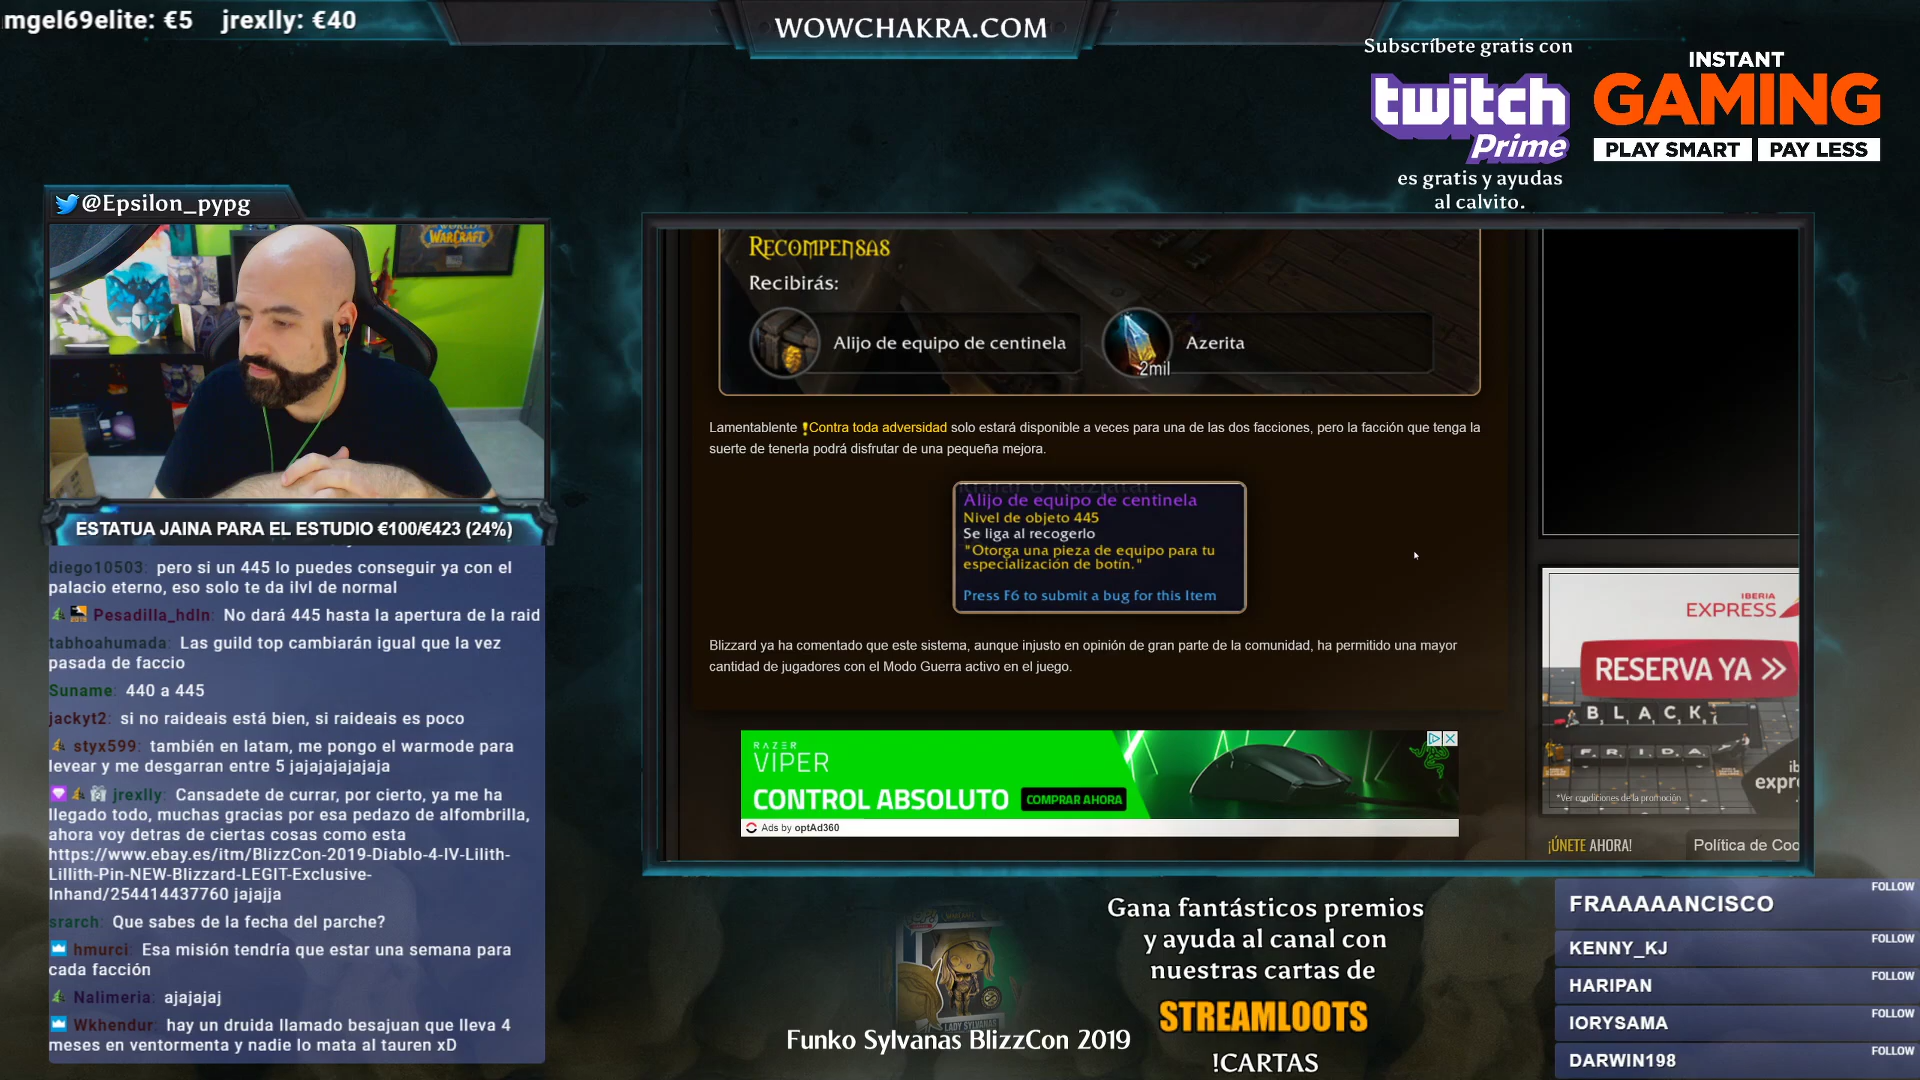 mgel69elite: €5 jrexlly: €40
WOWCHAKRA.COM
Subscríbete gratis con
twitch
Prime
es gratis y ayudas
al calvito.
INSTANT
GAMING
PLAY SMART PAY LESS
@Epsilon_pypg
WORLD
WARCRAFT
ESTATUA JAINA PARA EL ESTUDIO €100/€423 (24%)
diego10503: pero si un 445 lo puedes conseguir ya con el
palacio eterno, eso solo te da ilvl de normal
Pesadilla_hdln: No dará 445 hasta la apertura de la raid
tabhoahumada: Las guild top cambiarán igual que la vez
pasada de faccio
Suname: 440 a 445
jackyt2: si no raideais está bien, si raideais es poco
styx599: también en latam, me pongo el warmode para
levear y me desgarran entre 5 jajajajajajaja
jrexlly: Cansadete de currar, por cierto, ya me ha
llegado todo, muchas gracias por esa pedazo de alfombrilla,
ahora voy detras de ciertas cosas como esta
https://www.ebay.es/itm/BlizzCon-2019-Diablo-4-IV-Lilith-
Lillith-Pin-NEW-Blizzard-LEGIT-Exclusive-
Inhand/254414437760 jajajja
srarch: Que sabes de la fecha del parche?
hmurci: Esa misión tendría que estar una semana para
cada facción
Nalimeria: ajajajaj
Wkhendur: hay un druida llamado besajuan que lleva 4
meses en ventormenta y nadie lo mata al tauren xD
RECOMPENSAS
Recibirás:
Alijo de equipo de centinela
2mil
Azerita
Lamentablente !Contra toda adversidad solo estará disponible a veces para una de las dos facciones, pero la facción que tenga la
suerte de tenerla podrá disfrutar de una pequeña mejora.
Alijo de equipo de centinela
Nivel de objeto 445
Se liga al recogerlo
"Otorga una pieza de equipo para tu
especialización de botín."
Press F6 to submit a bug for this Item
Blizzard ya ha comentado que este sistema, aunque injusto en opinión de gran parte de la comunidad, ha permitido una mayor
cantidad de jugadores con el Modo Guerra activo en el juego.
RAZER
VIPER
CONTROL ABSOLUTO COMPRAR AHORA
Ads by optAd360
IBERIA
EXPRESS
RESERVA YA >>
BLACK
FRIDAY
ib
expre
*Ver condiciones de la promoción
¡ÚNETE AHORA!
Política de Coo
LADY SYLVANAS
Funko Sylvanas BlizzCon 2019
Gana fantásticos premios
y ayuda al canal con
nuestras cartas de
STREAMLOOTS
!CARTAS
FRAAAAANCISCO FOLLOW
KENNY_KJ FOLLOW
HARIPAN FOLLOW
IORYSAMA FOLLOW
DARWIN198 FOLLOW